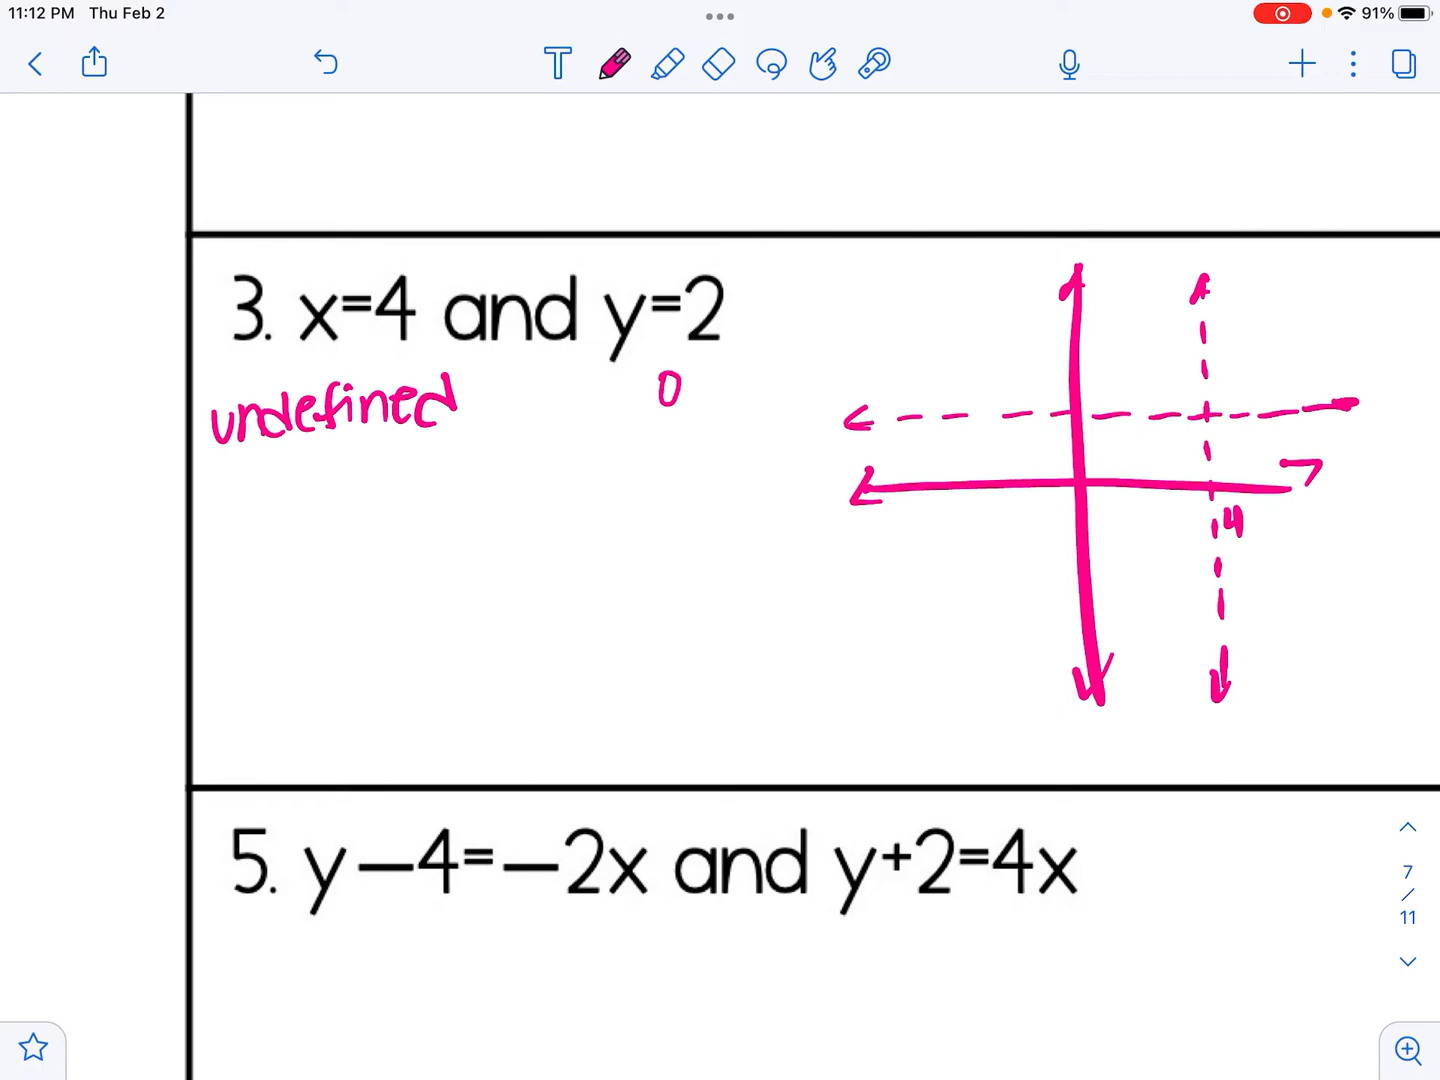 11:12 PM Thu Feb 2
91%
3. x=4 and y=2
undefined 0
4
5. y–4=–2x and y+2=4x
7
/
11